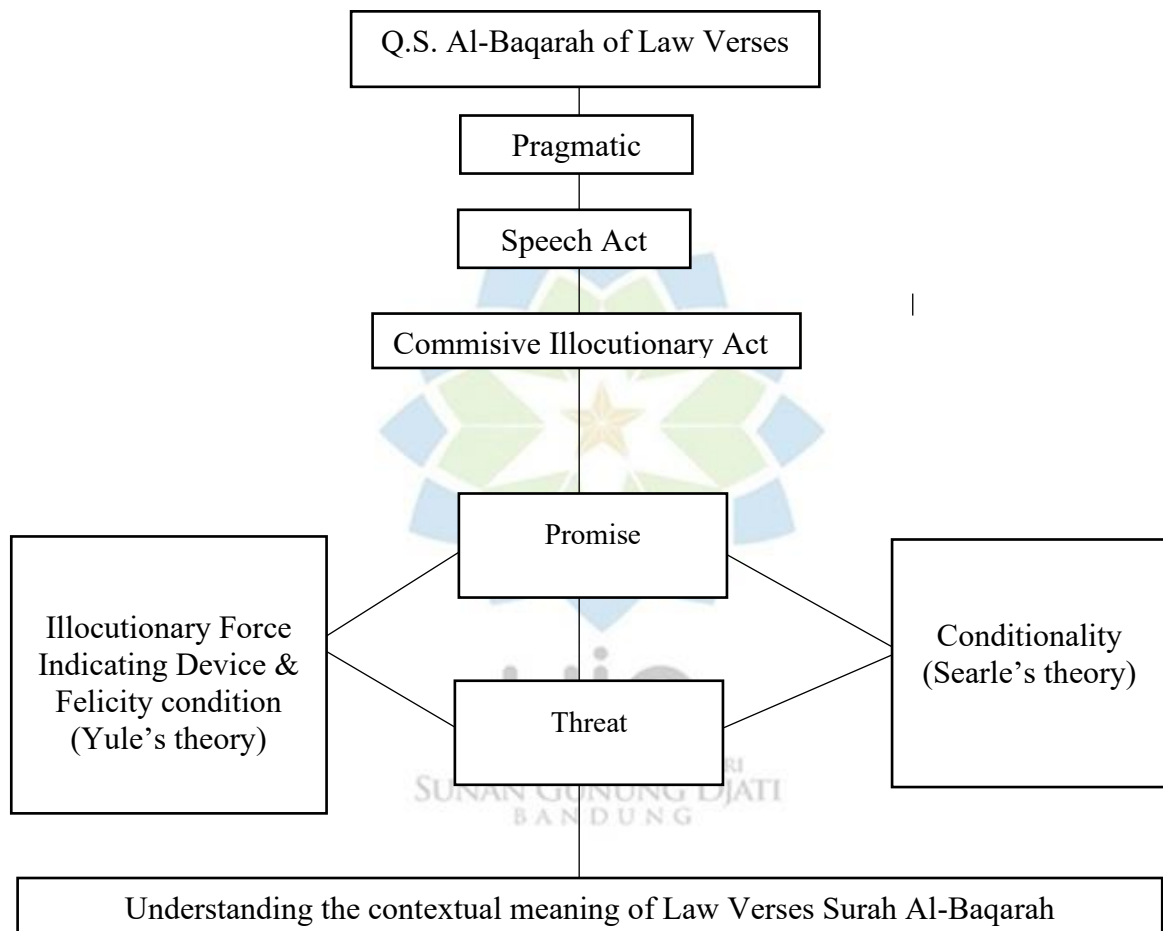 Q.S. Al-Baqarah of Law Verses
Pragmatic
Speech Act
Commisive Illocutionary Act
Promise
Illocutionary Force
Indicating Device &
Felicity condition
(Yule's theory)
Conditionality
(Searle's theory)
Threat
SUNAN GUNUNG DJATI
BANDUNG
Understanding the contextual meaning of Law Verses Surah Al-Baqarah